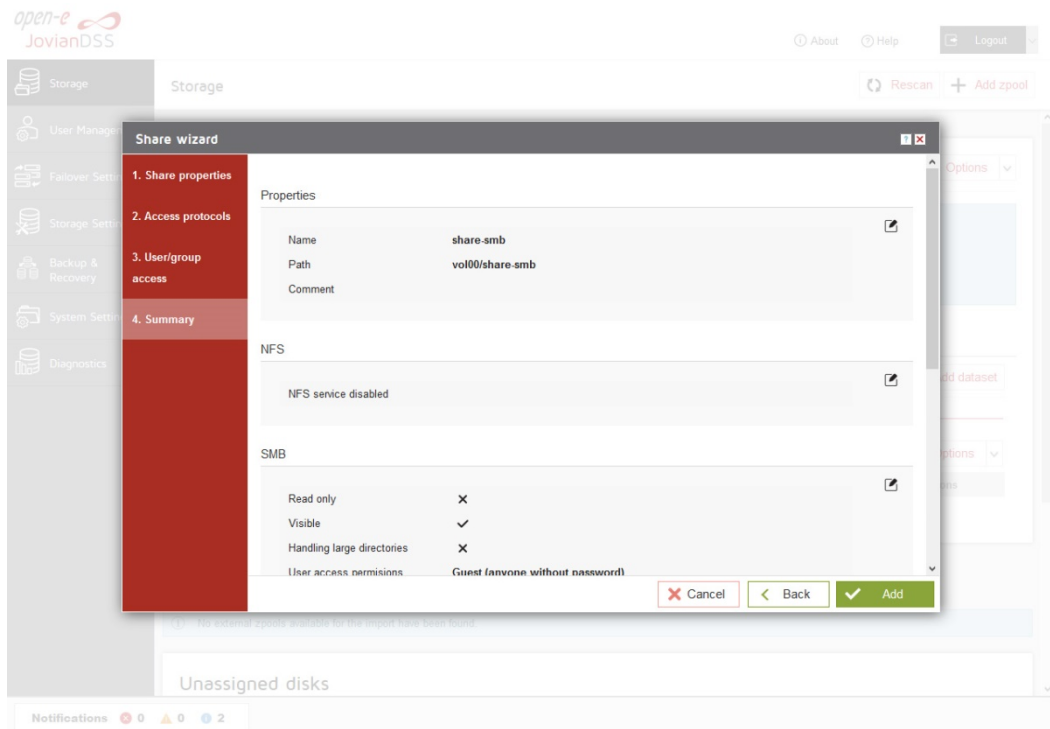 open-e
JovianDSS
About
Help
Logout
Storage
Storage
Rescan
Add zpool
User Manage
Share wizard
Failover Setti
Options
1. Share properties
Properties
2. Access protocols
Storage Settin
Name share-smb
3. User/group
access
Path vol00/share-smb
Backup &
Recovery
Comment
System Settin
4. Summary
NFS
Diagnostics
dd dataset
NFS service disabled
SMB
ptions
Read only
Visible
Handling large directories
User access permisions Guest (anyone without password)
Cancel
Back
Add
No external zpools available for the import have been found.
Unassigned disks
Notifications 0 0 2